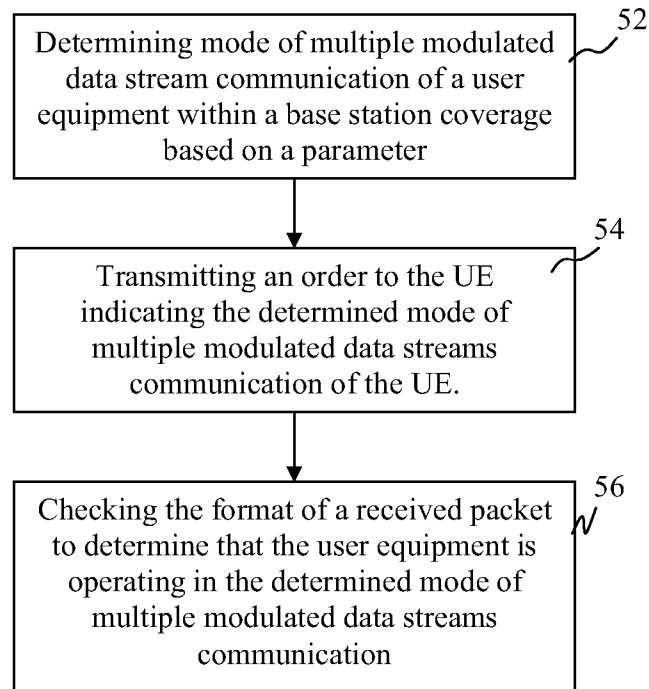 52
Determining mode of multiple modulated
data stream communication of a user
equipment within a base station coverage
based on a parameter
54
Transmitting an order to the UE
indicating the determined mode of
multiple modulated data streams
communication of the UE.
56
Checking the format of a received packet
to determine that the user equipment is
operating in the determined mode of
multiple modulated data streams
communication